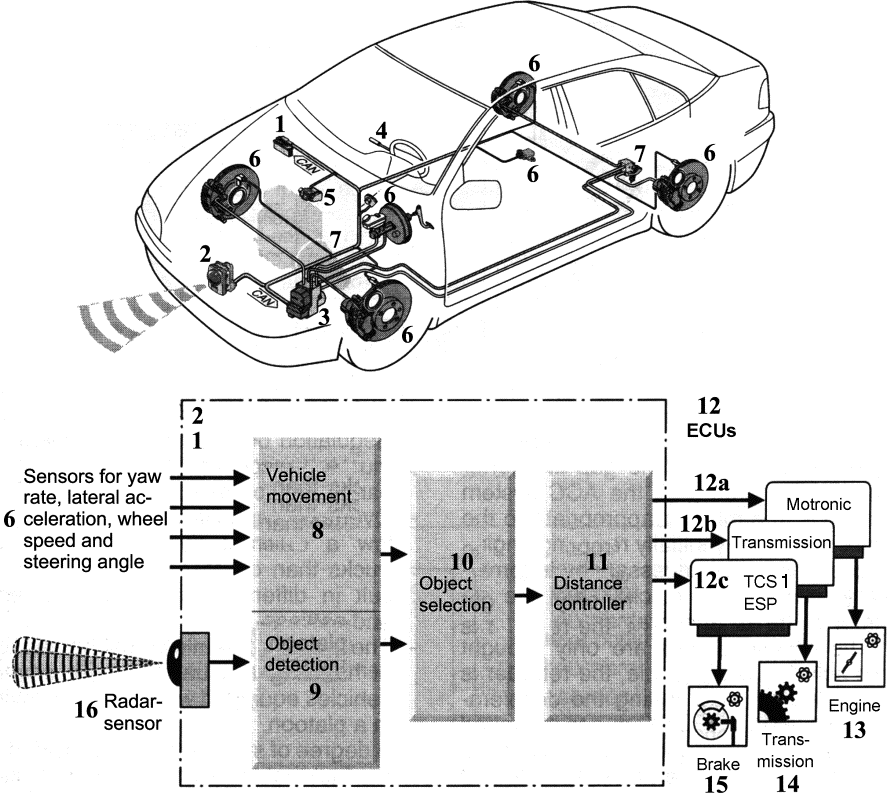 6
1
4
CAN
6
5
6
6
7
6
7
2
CAN
3
6
2
1
12
ECUs
Sensors for yaw
rate, lateral ac-
6 celeration, wheel
speed and
steering angle
Vehicle
movement
8
10
Object
selection
11
Distance
controller
12a
Motronic
12b
Transmission
12c TCS 1
ESP
Object
detection
9
16 Radar-
sensor
Engine
13
Trans-
mission
14
Brake
15